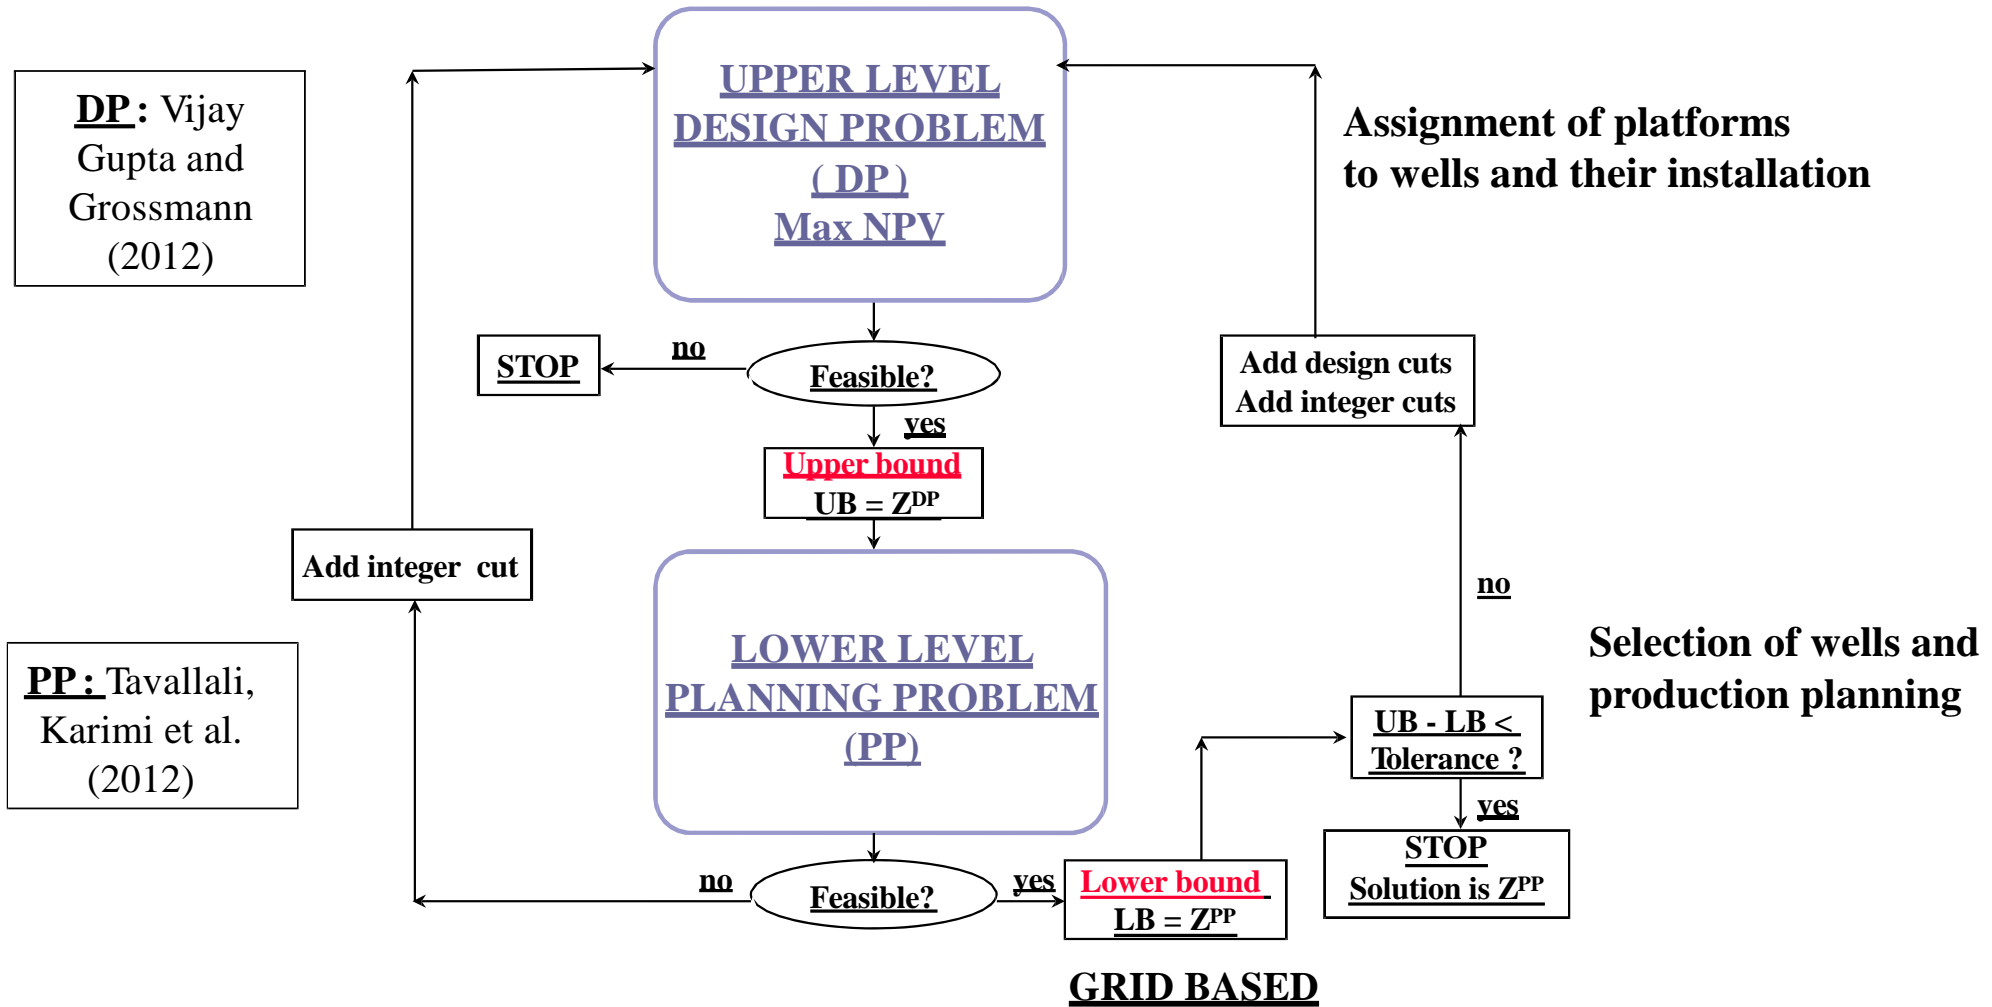 UPPER LEVEL
DESIGN PROBLEM
( DP )
Max NPV
DP : Vijay
Gupta and
Grossmann
(2012)
Assignment of platforms
to wells and their installation
STOP
no
Feasible?
yes
Add design cuts
Add integer cuts
Upper bound
UB = Z^DP
Add integer  cut
no
LOWER LEVEL
PLANNING PROBLEM
(PP)
Selection of wells and
production planning
PP : Tavallali,
Karimi et al.
(2012)
UB - LB <
Tolerance ?
yes
STOP
Solution is Z^PP
no
Feasible?
yes
Lower bound
LB = Z^PP
GRID BASED